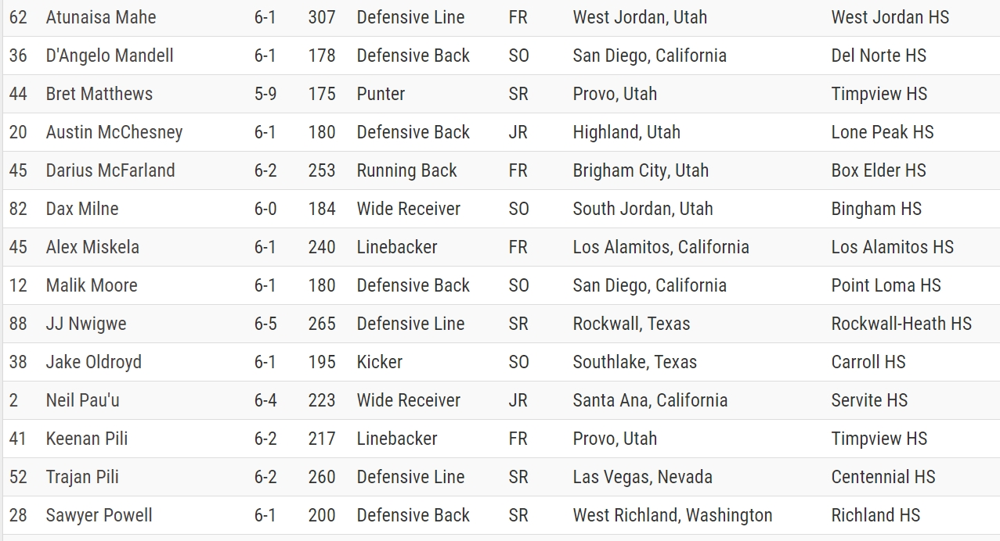 62 Atunaisa Mahe 6-1 307 Defensive Line FR West Jordan, Utah West Jordan HS
36 D'Angelo Mandell 6-1 178 Defensive Back SO San Diego, California Del Norte HS
44 Bret Matthews 5-9 175 Punter SR Provo, Utah Timpview HS
20 Austin McChesney 6-1 180 Defensive Back JR Highland, Utah Lone Peak HS
45 Darius McFarland 6-2 253 Running Back FR Brigham City, Utah Box Elder HS
82 Dax Milne 6-0 184 Wide Receiver SO South Jordan, Utah Bingham HS
45 Alex Miskela 6-1 240 Linebacker FR Los Alamitos, California Los Alamitos HS
12 Malik Moore 6-1 180 Defensive Back SO San Diego, California Point Loma HS
88 JJ Nwigwe 6-5 265 Defensive Line SR Rockwall, Texas Rockwall-Heath HS
38 Jake Oldroyd 6-1 195 Kicker SO Southlake, Texas Carroll HS
2 Neil Pau'u 6-4 223 Wide Receiver JR Santa Ana, California Servite HS
41 Keenan Pili 6-2 217 Linebacker FR Provo, Utah Timpview HS
52 Trajan Pili 6-2 260 Defensive Line SR Las Vegas, Nevada Centennial HS
28 Sawyer Powell 6-1 200 Defensive Back SR West Richland, Washington Richland HS